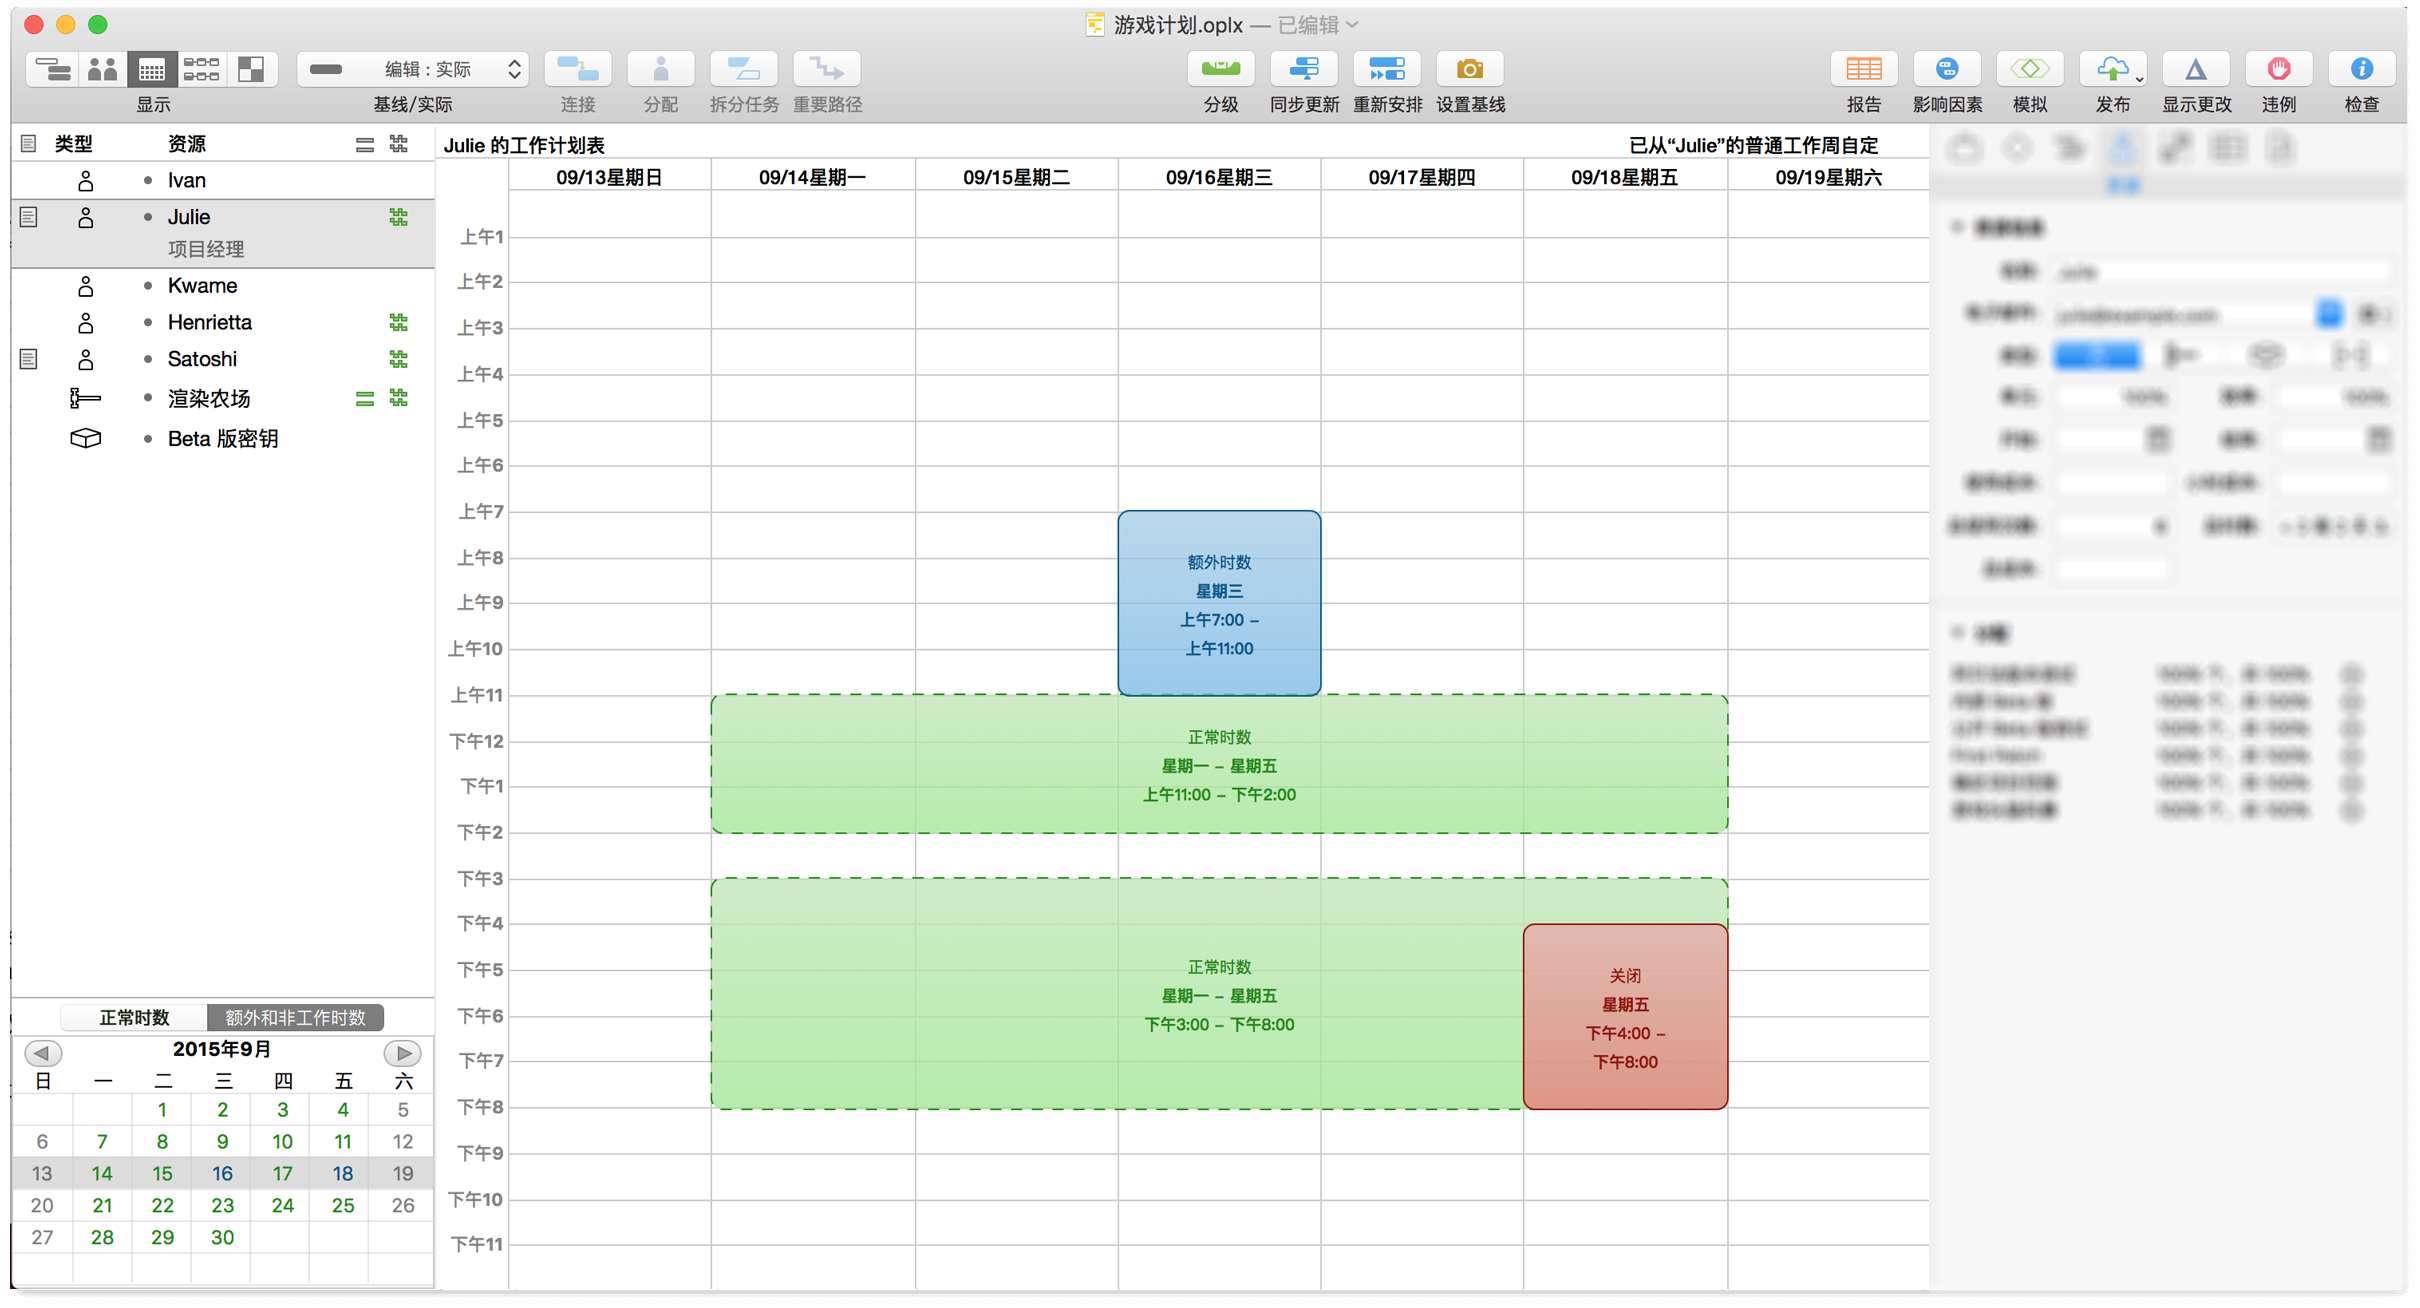 游戏计划.oplx — 已编辑
编辑：实际
显示
基线/实际
连接
分配
拆分任务
重要路径
分级
同步更新
重新安排
设置基线
报告
影响因素
模拟
发布
显示更改
违例
检查
类型 资源
Ivan
Julie
项目经理
Kwame
Henrietta
Satoshi
渲染农场
Beta 版密钥
正常时数 额外和非工作时数
2015年9月
日 一 二 三 四 五 六
1 2 3 4 5
6 7 8 9 10 11 12
13 14 15 16 17 18 19
20 21 22 23 24 25 26
27 28 29 30
Julie 的工作计划表
已从“Julie”的普通工作周自定
09/13星期日 09/14星期一 09/15星期二 09/16星期三 09/17星期四 09/18星期五 09/19星期六
上午1
上午2
上午3
上午4
上午5
上午6
上午7
上午8
上午9
上午10
上午11
下午12
下午1
下午2
下午3
下午4
下午5
下午6
下午7
下午8
下午9
下午10
下午11
额外时数
星期三
上午7:00 –
上午11:00
正常时数
星期一 – 星期五
上午11:00 – 下午2:00
正常时数
星期一 – 星期五
下午3:00 – 下午8:00
关闭
星期五
下午4:00 –
下午8:00